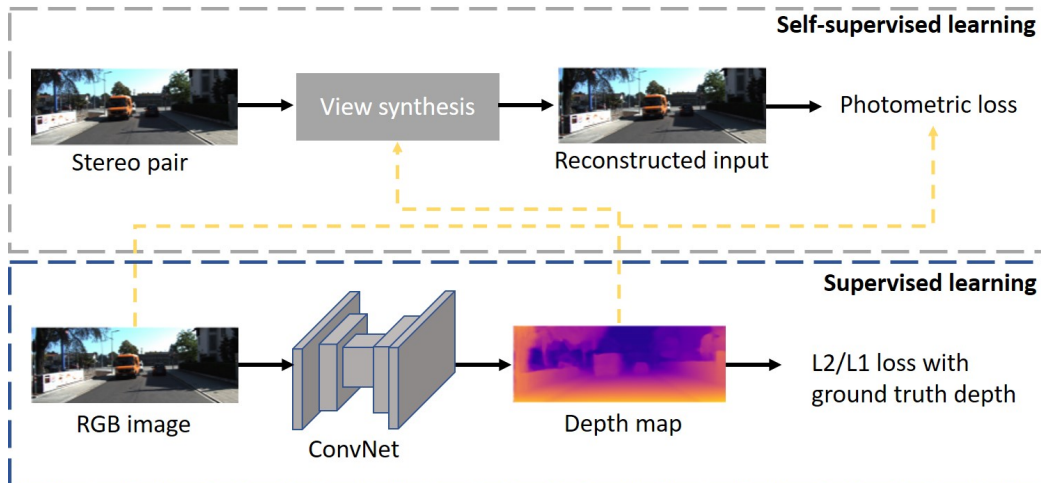 Self-supervised learning
View synthesis
Photometric loss
Stereo pair
Reconstructed input
Supervised learning
L2/L1 loss with
ground truth depth
RGB image
ConvNet
Depth map